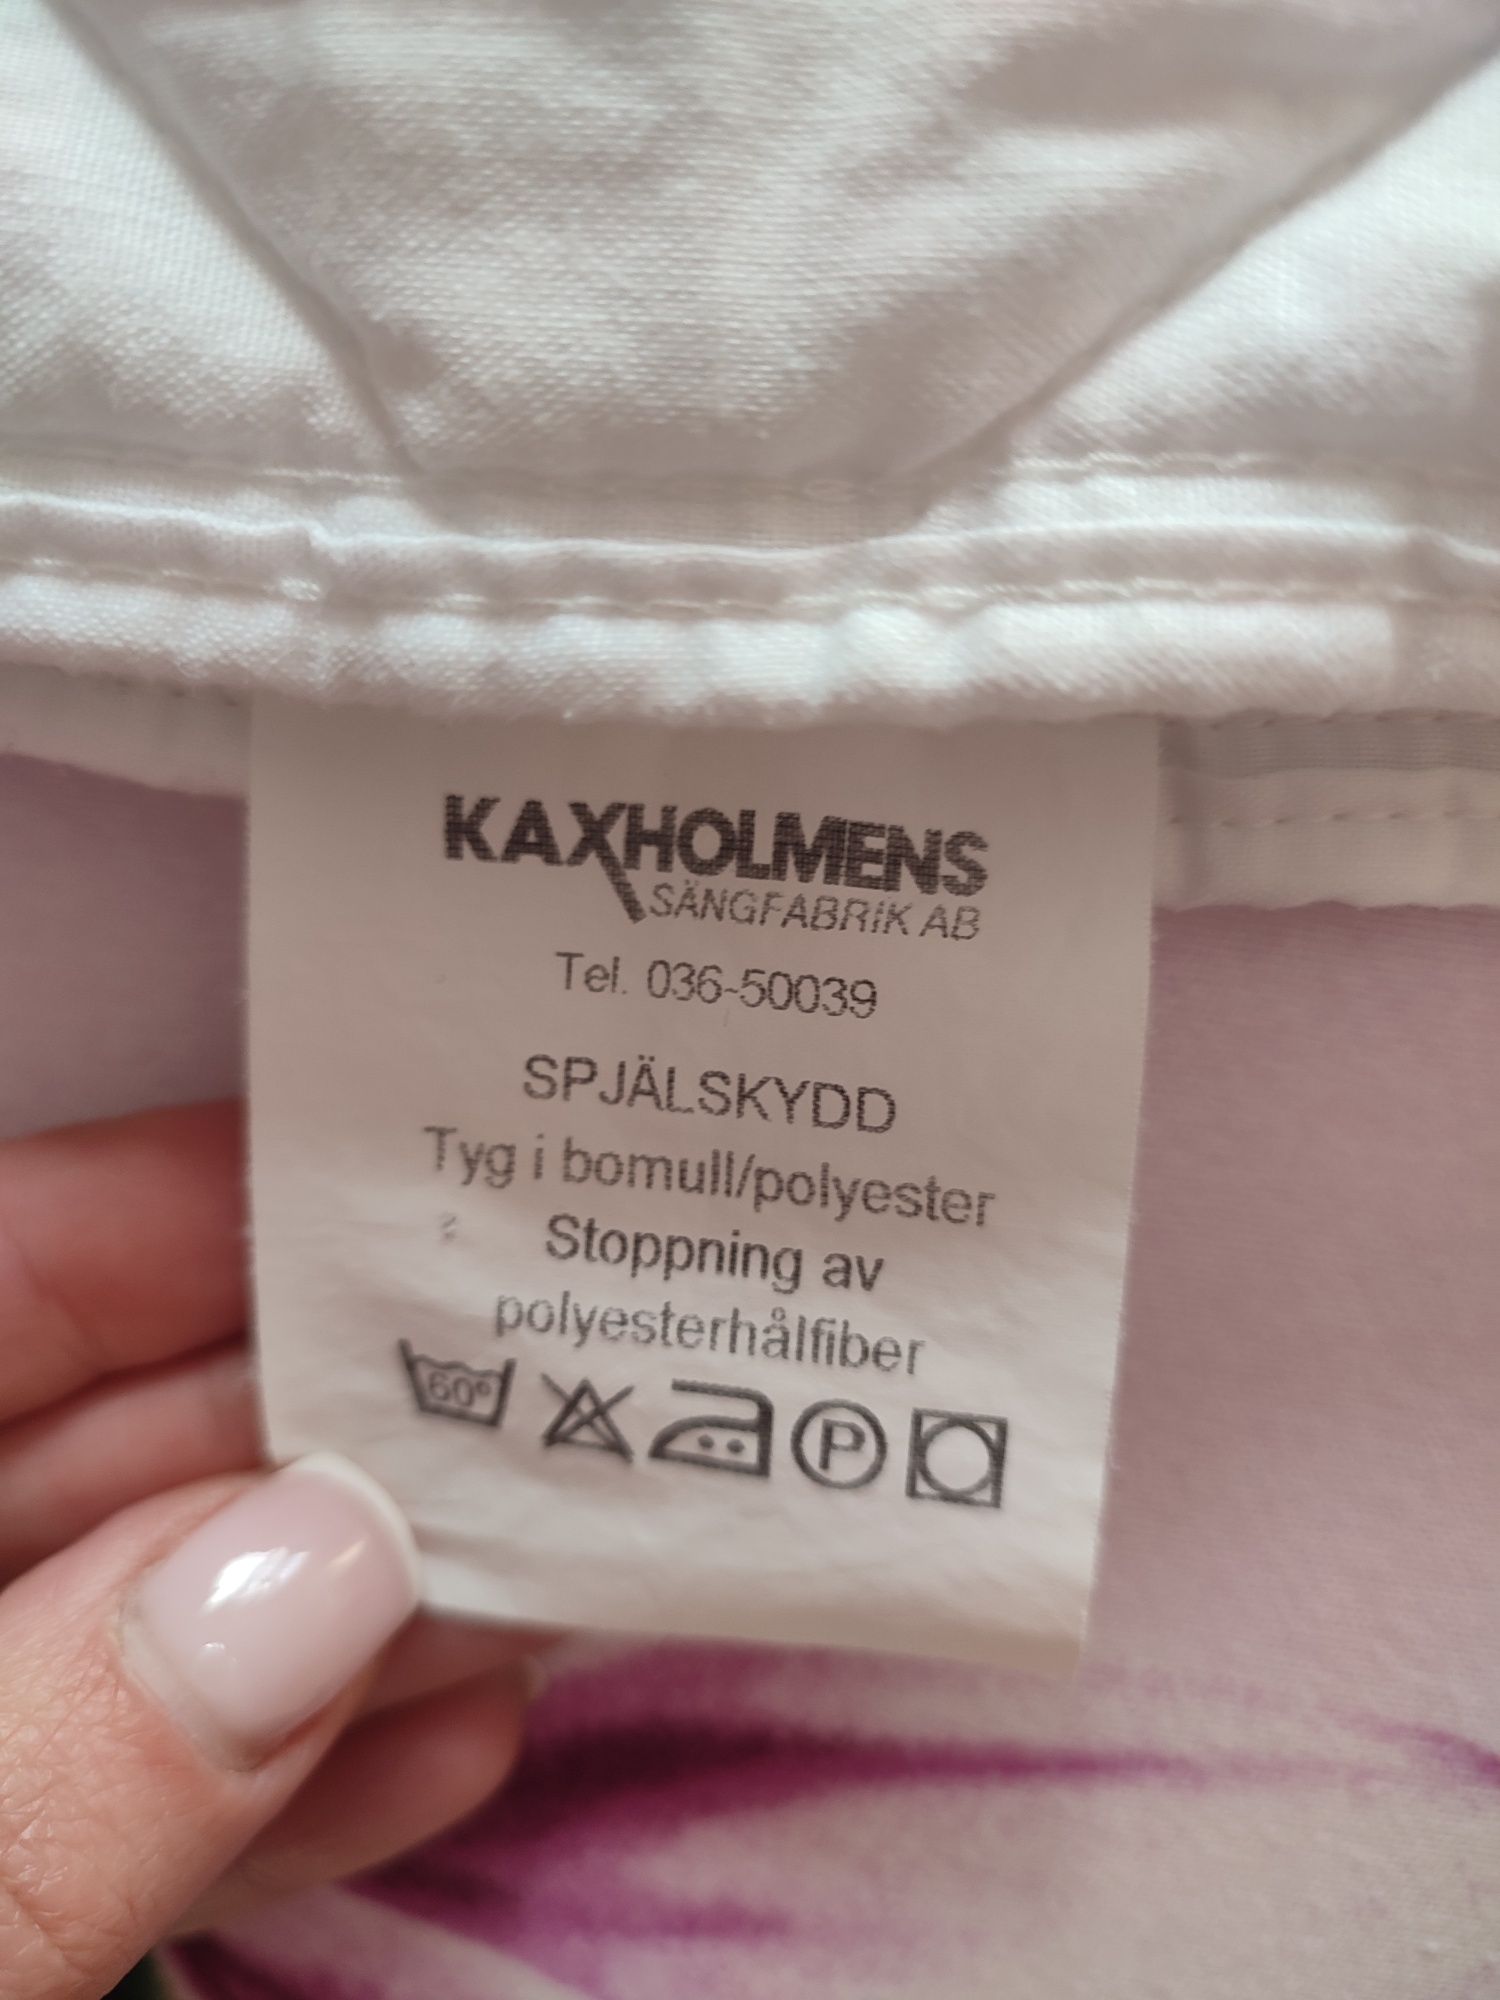 KAXHOLMENS
SÄNGFABRIK AB
Tel. 036-50039
SPJÄLSKYDD
Tyg i bomull/polyester
Stoppning av
polyesterhålfiber
60° P